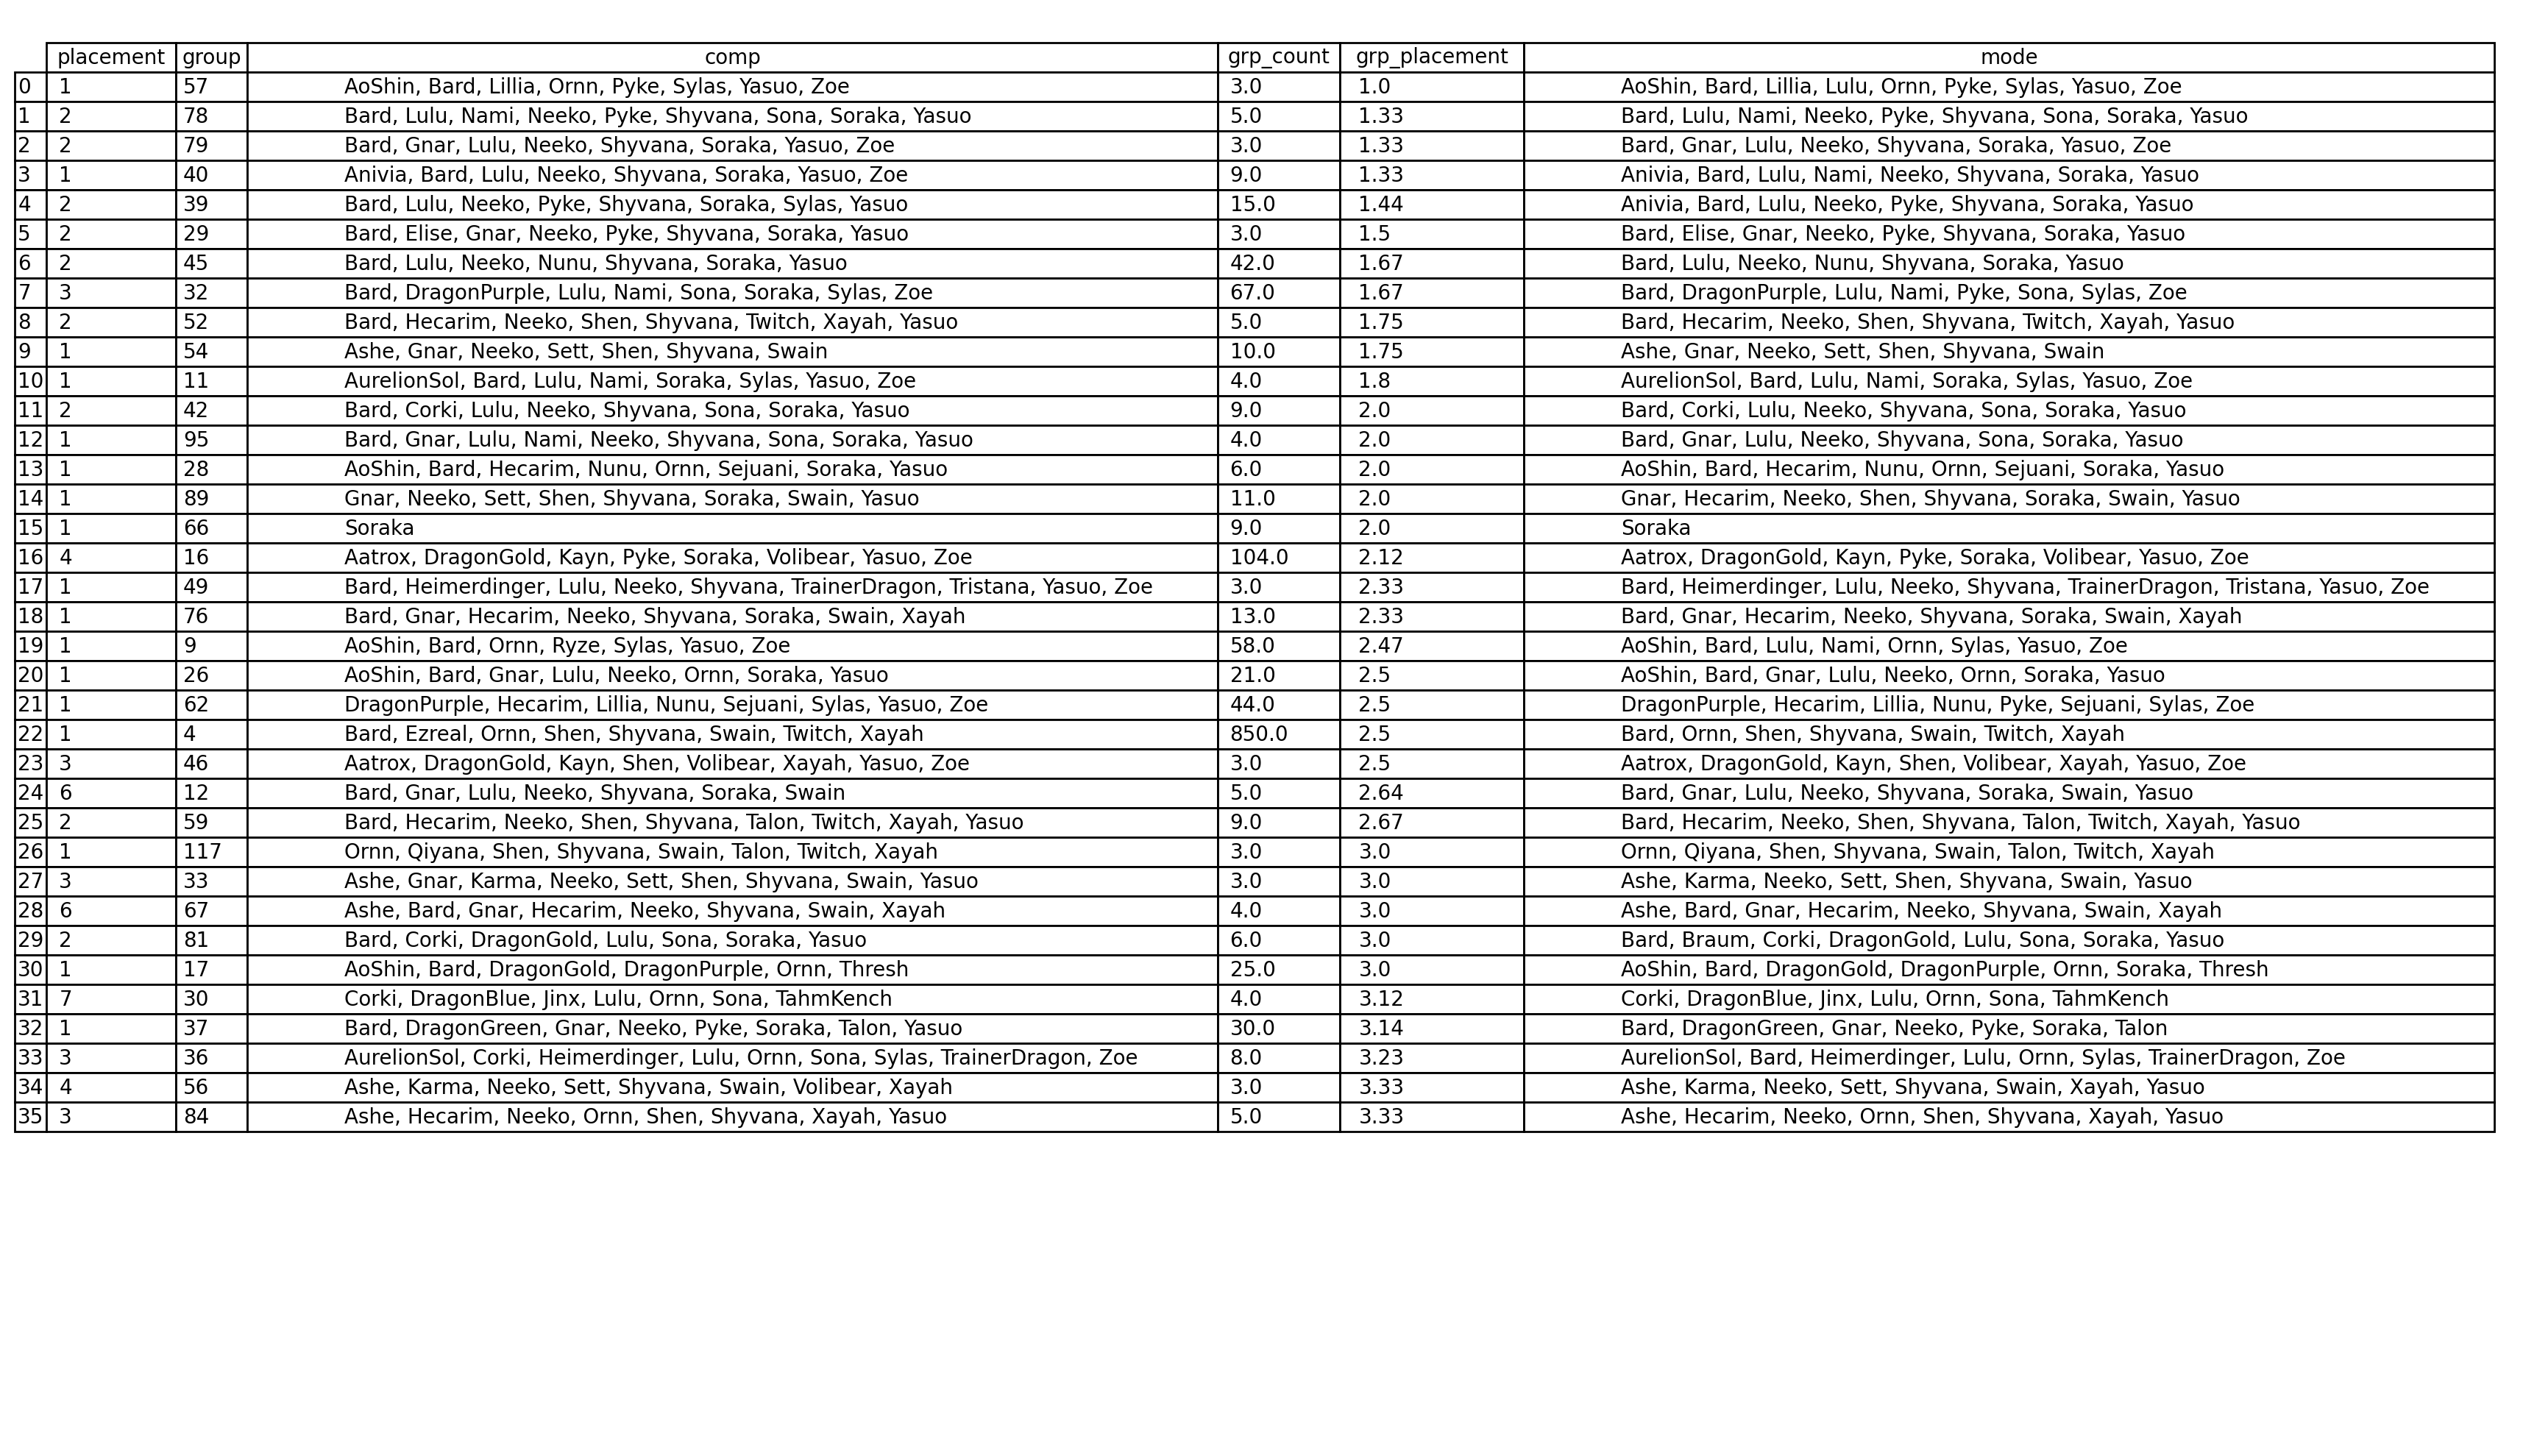 placement group comp grp_count grp_placement mode
0 1 57 AoShin, Bard, Lillia, Ornn, Pyke, Sylas, Yasuo, Zoe 3.0 1.0 AoShin, Bard, Lillia, Lulu, Ornn, Pyke, Sylas, Yasuo, Zoe
1 2 78 Bard, Lulu, Nami, Neeko, Pyke, Shyvana, Sona, Soraka, Yasuo 5.0 1.33 Bard, Lulu, Nami, Neeko, Pyke, Shyvana, Sona, Soraka, Yasuo
2 2 79 Bard, Gnar, Lulu, Neeko, Shyvana, Soraka, Yasuo, Zoe 3.0 1.33 Bard, Gnar, Lulu, Neeko, Shyvana, Soraka, Yasuo, Zoe
3 1 40 Anivia, Bard, Lulu, Neeko, Shyvana, Soraka, Yasuo, Zoe 9.0 1.33 Anivia, Bard, Lulu, Nami, Neeko, Shyvana, Soraka, Yasuo
4 2 39 Bard, Lulu, Neeko, Pyke, Shyvana, Soraka, Sylas, Yasuo 15.0 1.44 Anivia, Bard, Lulu, Neeko, Pyke, Shyvana, Soraka, Yasuo
5 2 29 Bard, Elise, Gnar, Neeko, Pyke, Shyvana, Soraka, Yasuo 3.0 1.5 Bard, Elise, Gnar, Neeko, Pyke, Shyvana, Soraka, Yasuo
6 2 45 Bard, Lulu, Neeko, Nunu, Shyvana, Soraka, Yasuo 42.0 1.67 Bard, Lulu, Neeko, Nunu, Shyvana, Soraka, Yasuo
7 3 32 Bard, DragonPurple, Lulu, Nami, Sona, Soraka, Sylas, Zoe 67.0 1.67 Bard, DragonPurple, Lulu, Nami, Pyke, Sona, Sylas, Zoe
8 2 52 Bard, Hecarim, Neeko, Shen, Shyvana, Twitch, Xayah, Yasuo 5.0 1.75 Bard, Hecarim, Neeko, Shen, Shyvana, Twitch, Xayah, Yasuo
9 1 54 Ashe, Gnar, Neeko, Sett, Shen, Shyvana, Swain 10.0 1.75 Ashe, Gnar, Neeko, Sett, Shen, Shyvana, Swain
10 1 11 AurelionSol, Bard, Lulu, Nami, Soraka, Sylas, Yasuo, Zoe 4.0 1.8 AurelionSol, Bard, Lulu, Nami, Soraka, Sylas, Yasuo, Zoe
11 2 42 Bard, Corki, Lulu, Neeko, Shyvana, Sona, Soraka, Yasuo 9.0 2.0 Bard, Corki, Lulu, Neeko, Shyvana, Sona, Soraka, Yasuo
12 1 95 Bard, Gnar, Lulu, Nami, Neeko, Shyvana, Sona, Soraka, Yasuo 4.0 2.0 Bard, Gnar, Lulu, Neeko, Shyvana, Sona, Soraka, Yasuo
13 1 28 AoShin, Bard, Hecarim, Nunu, Ornn, Sejuani, Soraka, Yasuo 6.0 2.0 AoShin, Bard, Hecarim, Nunu, Ornn, Sejuani, Soraka, Yasuo
14 1 89 Gnar, Neeko, Sett, Shen, Shyvana, Soraka, Swain, Yasuo 11.0 2.0 Gnar, Hecarim, Neeko, Shen, Shyvana, Soraka, Swain, Yasuo
15 1 66 Soraka 9.0 2.0 Soraka
16 4 16 Aatrox, DragonGold, Kayn, Pyke, Soraka, Volibear, Yasuo, Zoe 104.0 2.12 Aatrox, DragonGold, Kayn, Pyke, Soraka, Volibear, Yasuo, Zoe
17 1 49 Bard, Heimerdinger, Lulu, Neeko, Shyvana, TrainerDragon, Tristana, Yasuo, Zoe 3.0 2.33 Bard, Heimerdinger, Lulu, Neeko, Shyvana, TrainerDragon, Tristana, Yasuo, Zoe
18 1 76 Bard, Gnar, Hecarim, Neeko, Shyvana, Soraka, Swain, Xayah 13.0 2.33 Bard, Gnar, Hecarim, Neeko, Shyvana, Soraka, Swain, Xayah
19 1 9 AoShin, Bard, Ornn, Ryze, Sylas, Yasuo, Zoe 58.0 2.47 AoShin, Bard, Lulu, Nami, Ornn, Sylas, Yasuo, Zoe
20 1 26 AoShin, Bard, Gnar, Lulu, Neeko, Ornn, Soraka, Yasuo 21.0 2.5 AoShin, Bard, Gnar, Lulu, Neeko, Ornn, Soraka, Yasuo
21 1 62 DragonPurple, Hecarim, Lillia, Nunu, Sejuani, Sylas, Yasuo, Zoe 44.0 2.5 DragonPurple, Hecarim, Lillia, Nunu, Pyke, Sejuani, Sylas, Zoe
22 1 4 Bard, Ezreal, Ornn, Shen, Shyvana, Swain, Twitch, Xayah 850.0 2.5 Bard, Ornn, Shen, Shyvana, Swain, Twitch, Xayah
23 3 46 Aatrox, DragonGold, Kayn, Shen, Volibear, Xayah, Yasuo, Zoe 3.0 2.5 Aatrox, DragonGold, Kayn, Shen, Volibear, Xayah, Yasuo, Zoe
24 6 12 Bard, Gnar, Lulu, Neeko, Shyvana, Soraka, Swain 5.0 2.64 Bard, Gnar, Lulu, Neeko, Shyvana, Soraka, Swain, Yasuo
25 2 59 Bard, Hecarim, Neeko, Shen, Shyvana, Talon, Twitch, Xayah, Yasuo 9.0 2.67 Bard, Hecarim, Neeko, Shen, Shyvana, Talon, Twitch, Xayah, Yasuo
26 1 117 Ornn, Qiyana, Shen, Shyvana, Swain, Talon, Twitch, Xayah 3.0 3.0 Ornn, Qiyana, Shen, Shyvana, Swain, Talon, Twitch, Xayah
27 3 33 Ashe, Gnar, Karma, Neeko, Sett, Shen, Shyvana, Swain, Yasuo 3.0 3.0 Ashe, Karma, Neeko, Sett, Shen, Shyvana, Swain, Yasuo
28 6 67 Ashe, Bard, Gnar, Hecarim, Neeko, Shyvana, Swain, Xayah 4.0 3.0 Ashe, Bard, Gnar, Hecarim, Neeko, Shyvana, Swain, Xayah
29 2 81 Bard, Corki, DragonGold, Lulu, Sona, Soraka, Yasuo 6.0 3.0 Bard, Braum, Corki, DragonGold, Lulu, Sona, Soraka, Yasuo
30 1 17 AoShin, Bard, DragonGold, DragonPurple, Ornn, Thresh 25.0 3.0 AoShin, Bard, DragonGold, DragonPurple, Ornn, Soraka, Thresh
31 7 30 Corki, DragonBlue, Jinx, Lulu, Ornn, Sona, TahmKench 4.0 3.12 Corki, DragonBlue, Jinx, Lulu, Ornn, Sona, TahmKench
32 1 37 Bard, DragonGreen, Gnar, Neeko, Pyke, Soraka, Talon, Yasuo 30.0 3.14 Bard, DragonGreen, Gnar, Neeko, Pyke, Soraka, Talon
33 3 36 AurelionSol, Corki, Heimerdinger, Lulu, Ornn, Sona, Sylas, TrainerDragon, Zoe 8.0 3.23 AurelionSol, Bard, Heimerdinger, Lulu, Ornn, Sylas, TrainerDragon, Zoe
34 4 56 Ashe, Karma, Neeko, Sett, Shyvana, Swain, Volibear, Xayah 3.0 3.33 Ashe, Karma, Neeko, Sett, Shyvana, Swain, Xayah, Yasuo
35 3 84 Ashe, Hecarim, Neeko, Ornn, Shen, Shyvana, Xayah, Yasuo 5.0 3.33 Ashe, Hecarim, Neeko, Ornn, Shen, Shyvana, Xayah, Yasuo